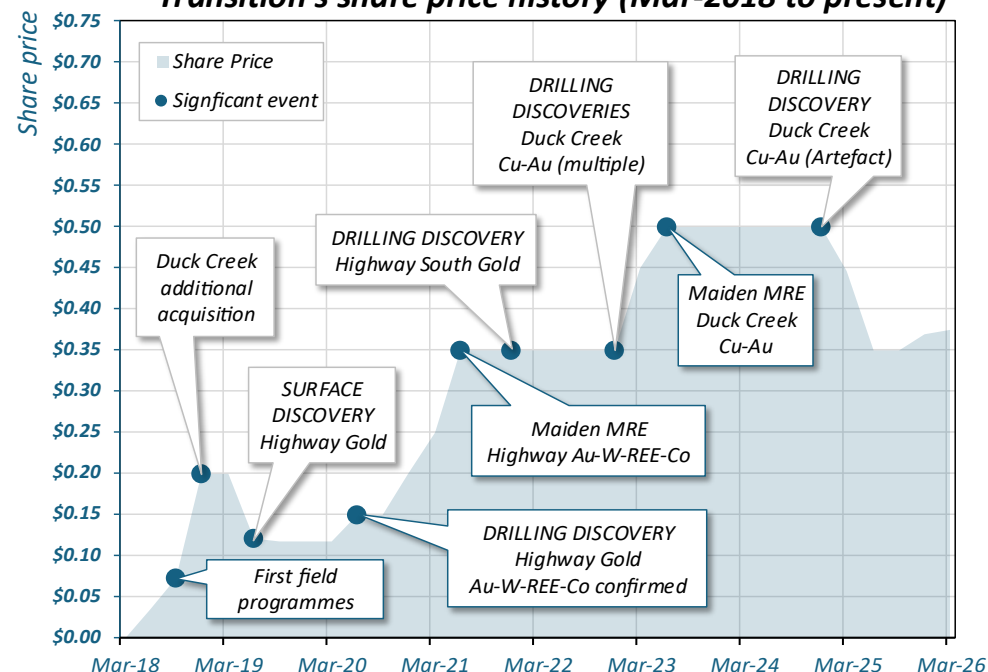 Transition's share price history (Mar-2018 to present)
Share price
$0.75
$0.70
$0.65
$0.60
$0.55
$0.50
$0.45
$0.40
$0.35
$0.30
$0.25
$0.20
$0.15
$0.10
$0.05
$0.00
Share Price
Signficant event
Duck Creek
additional
acquisition
SURFACE
DISCOVERY
Highway Gold
First field
programmes
DRILLING DISCOVERY
Highway South Gold
DRILLING
DISCOVERIES
Duck Creek
Cu-Au (multiple)
DRILLING
DISCOVERY
Duck Creek
Cu-Au (Artefact)
Maiden MRE
Duck Creek
Cu-Au
Maiden MRE
Highway Au-W-REE-Co
DRILLING DISCOVERY
Highway Gold
Au-W-REE-Co confirmed
Mar-18 Mar-19 Mar-20 Mar-21 Mar-22 Mar-23 Mar-24 Mar-25 Mar-26